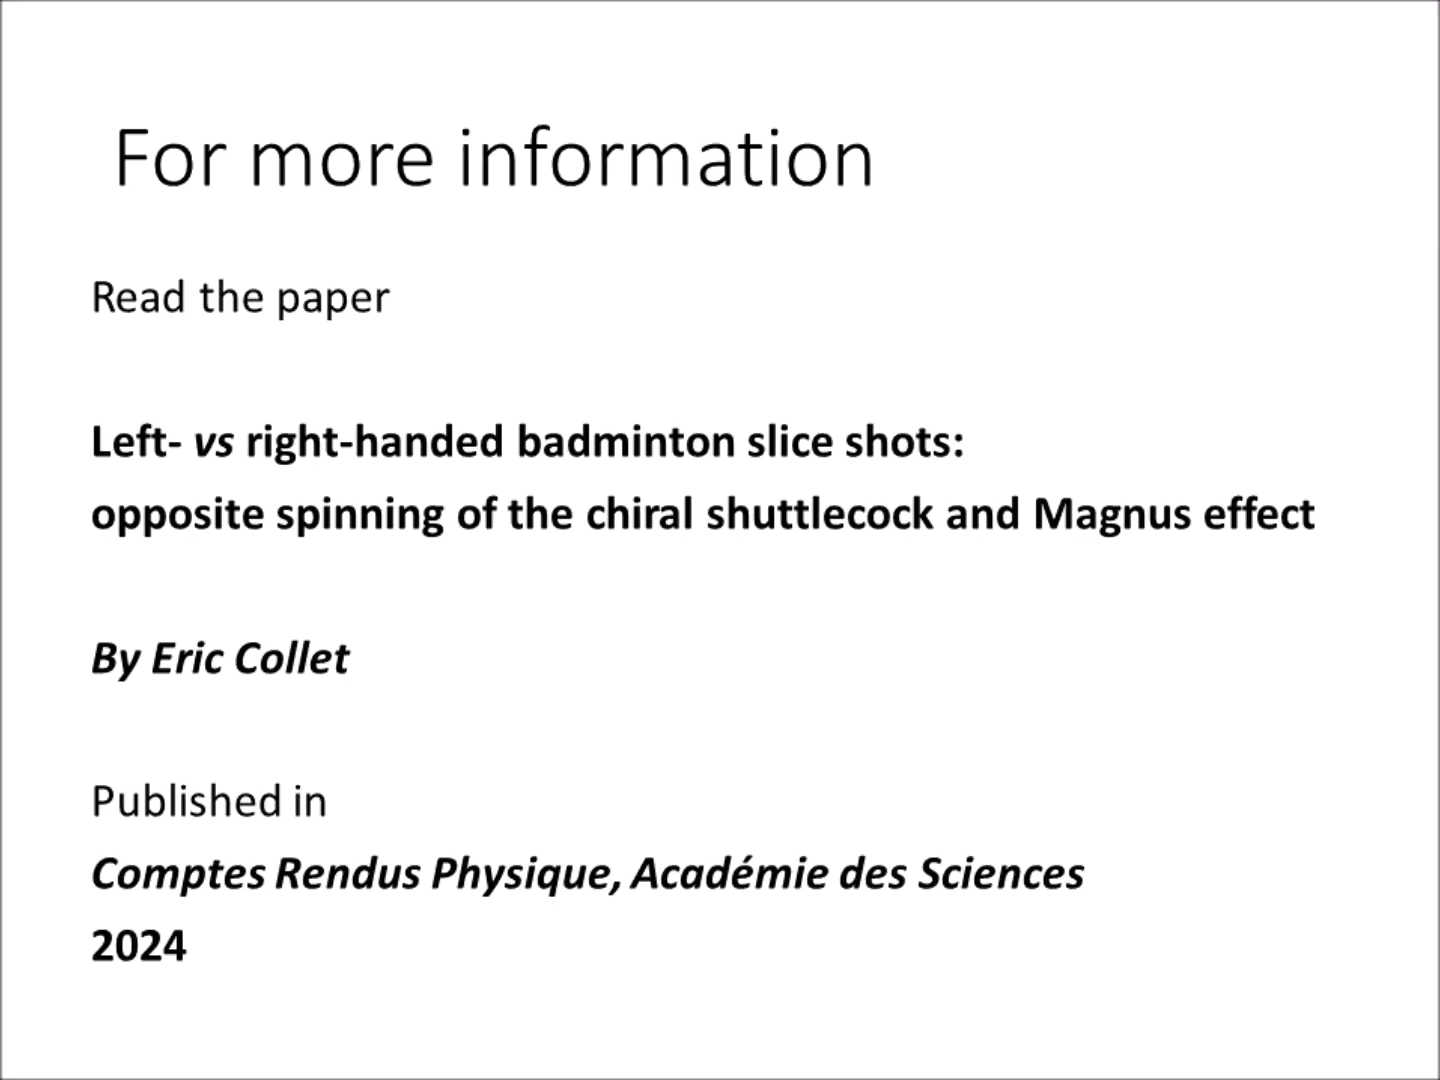 For more information
Read the paper
Left- vs right-handed badminton slice shots:
opposite spinning of the chiral shuttlecock and Magnus effect
By Eric Collet
Published in
Comptes Rendus Physique, Académie des Sciences
2024